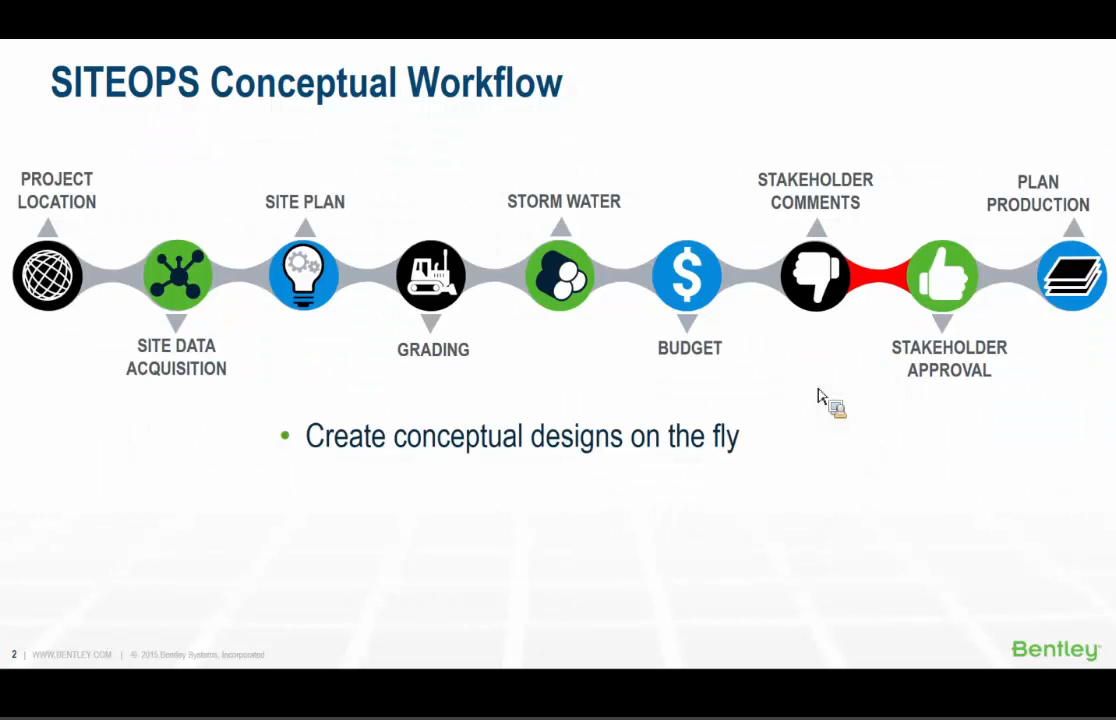 SITEOPS Conceptual Workflow
PROJECT
LOCATION
SITE DATA
ACQUISITION
SITE PLAN
GRADING
STORM WATER
BUDGET
STAKEHOLDER
COMMENTS
STAKEHOLDER
APPROVAL
PLAN
PRODUCTION
$
• Create conceptual designs on the fly
2 | WWW.BENTLEY.COM | © 2015 Bentley Systems, Incorporated
Bentley